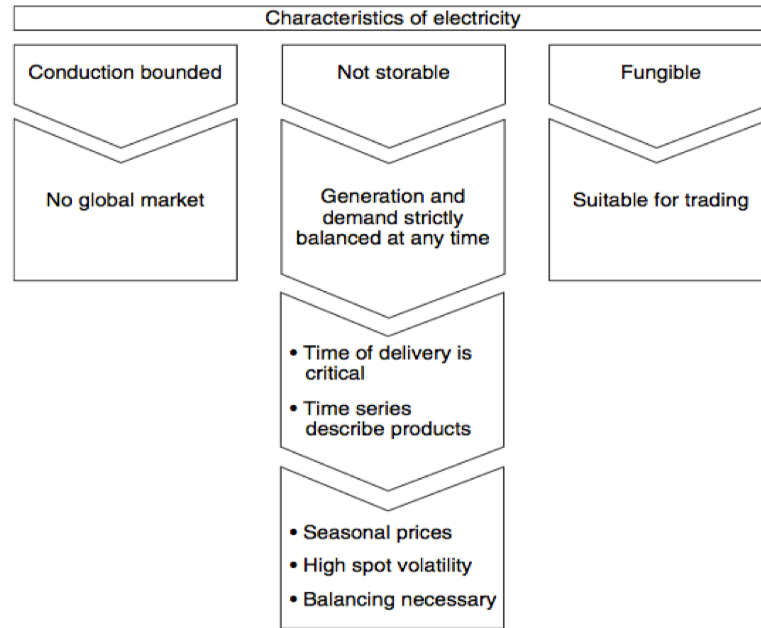 Characteristics of electricity
Conduction bounded
Not storable
Fungible
No global market
Generation and
demand strictly
balanced at any time
Suitable for trading
• Time of delivery is
critical
• Time series
describe products
• Seasonal prices
• High spot volatility
• Balancing necessary